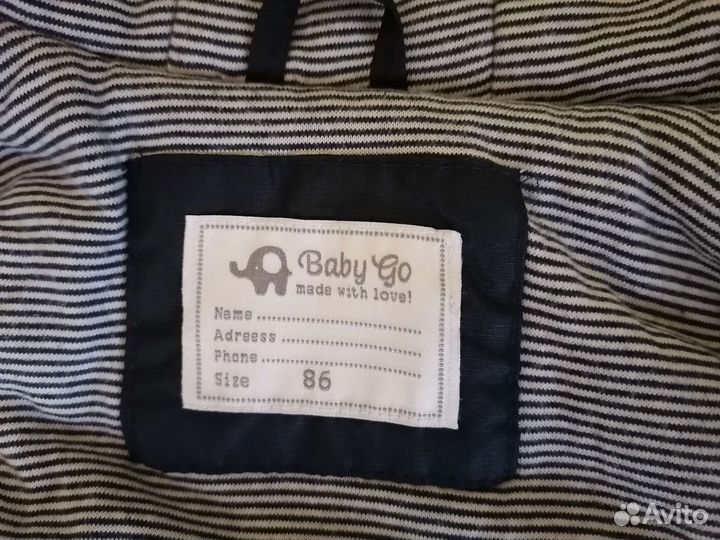 Baby Go
made with love!
Name
Adreess
Phone
Size 86
Avito